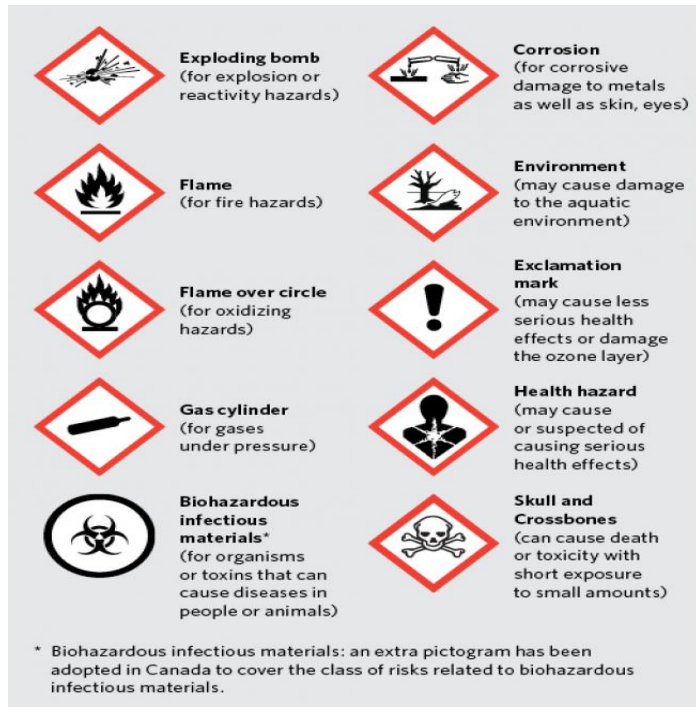 Exploding bomb
(for explosion or
reactivity hazards)
Flame
(for fire hazards)
Flame over circle
(for oxidizing
hazards)
Gas cylinder
(for gases
under pressure)
Biohazardous
infectious
materials*
(for organisms
or toxins that can
cause diseases in
people or animals)
Corrosion
(for corrosive
damage to metals
as well as skin, eyes)
Environment
(may cause damage
to the aquatic
environment)
Exclamation
mark
(may cause less
serious health
effects or damage
the ozone layer)
Health hazard
(may cause
or suspected of
causing serious
health effects)
Skull and
Crossbones
(can cause death
or toxicity with
short exposure
to small amounts)
* Biohazardous infectious materials: an extra pictogram has been
adopted in Canada to cover the class of risks related to biohazardous
infectious materials.